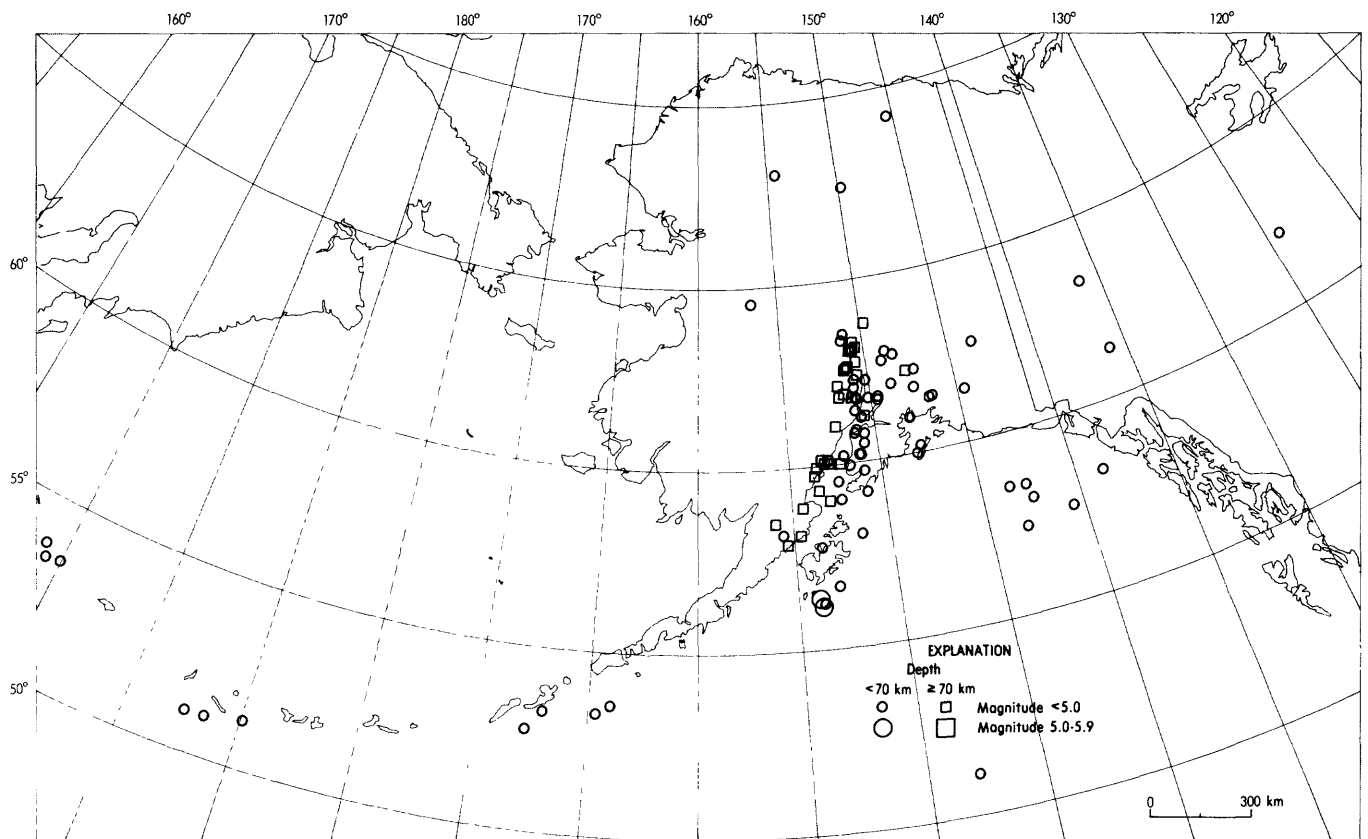 160° 170° 180° 170° 160° 150° 140° 130° 120°
60°
55°
50°
EXPLANATION
Depth
<70 km ≥70 km
Magnitude <5.0
Magnitude 5.0-5.9
0 300 km